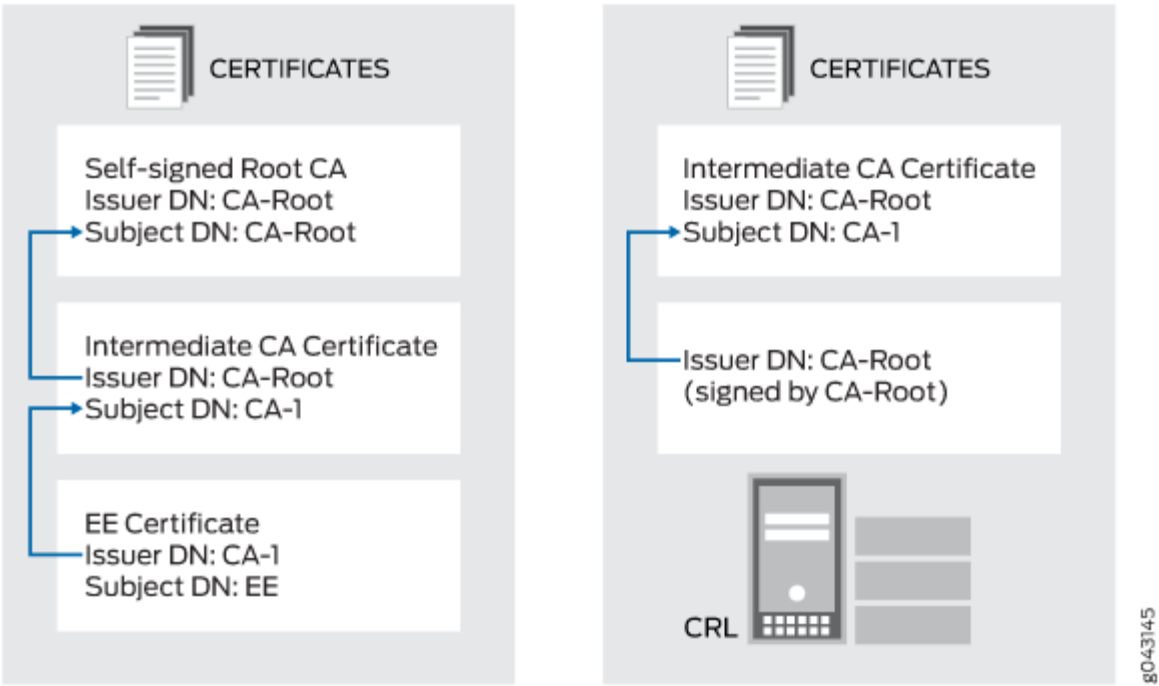 CERTIFICATES
Self-signed Root CA
Issuer DN: CA-Root
Subject DN: CA-Root
Intermediate CA Certificate
Issuer DN: CA-Root
Subject DN: CA-1
EE Certificate
Issuer DN: CA-1
Subject DN: EE
CERTIFICATES
Intermediate CA Certificate
Issuer DN: CA-Root
Subject DN: CA-1
Issuer DN: CA-Root
(signed by CA-Root)
CRL
g043145